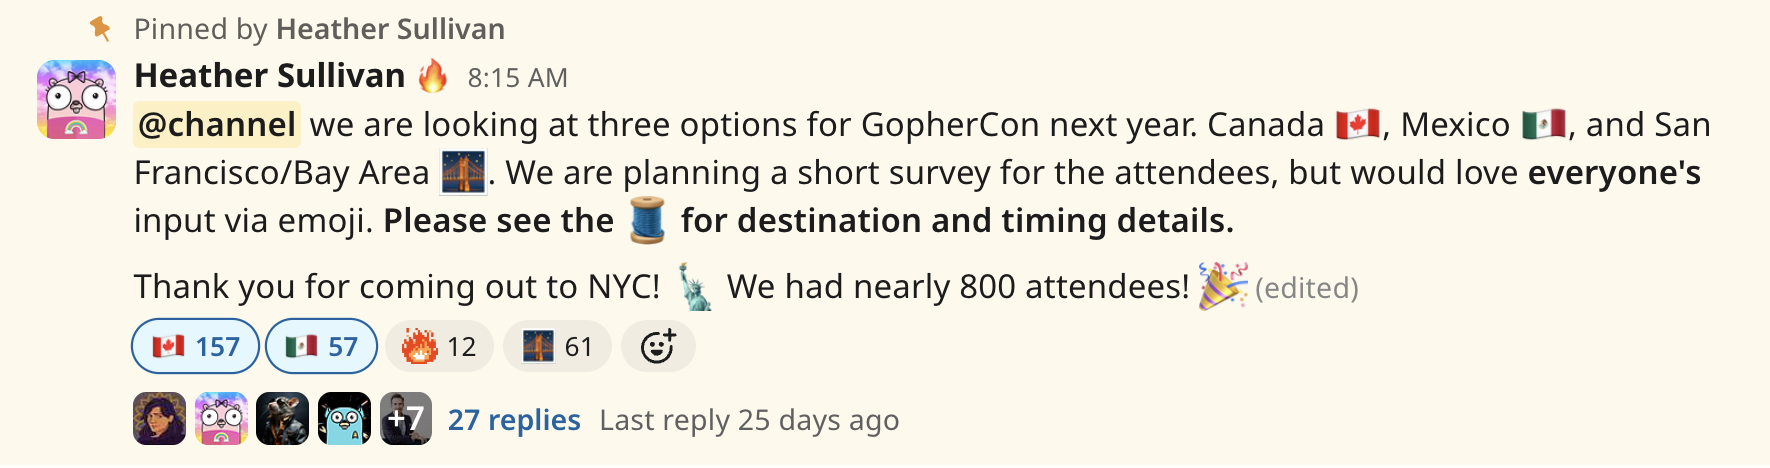 Pinned by Heather Sullivan
Heather Sullivan 🔥 8:15 AM
@channel we are looking at three options for GopherCon next year. Canada 🇨🇦, Mexico 🇲🇽, and San
Francisco/Bay Area 🌉. We are planning a short survey for the attendees, but would love everyone's
input via emoji. Please see the 🧵 for destination and timing details.
Thank you for coming out to NYC! 🗽 We had nearly 800 attendees! 🎉 (edited)
🇨🇦 157 🇲🇽 57 🔥 12 🌉 61
+7 27 replies Last reply 25 days ago